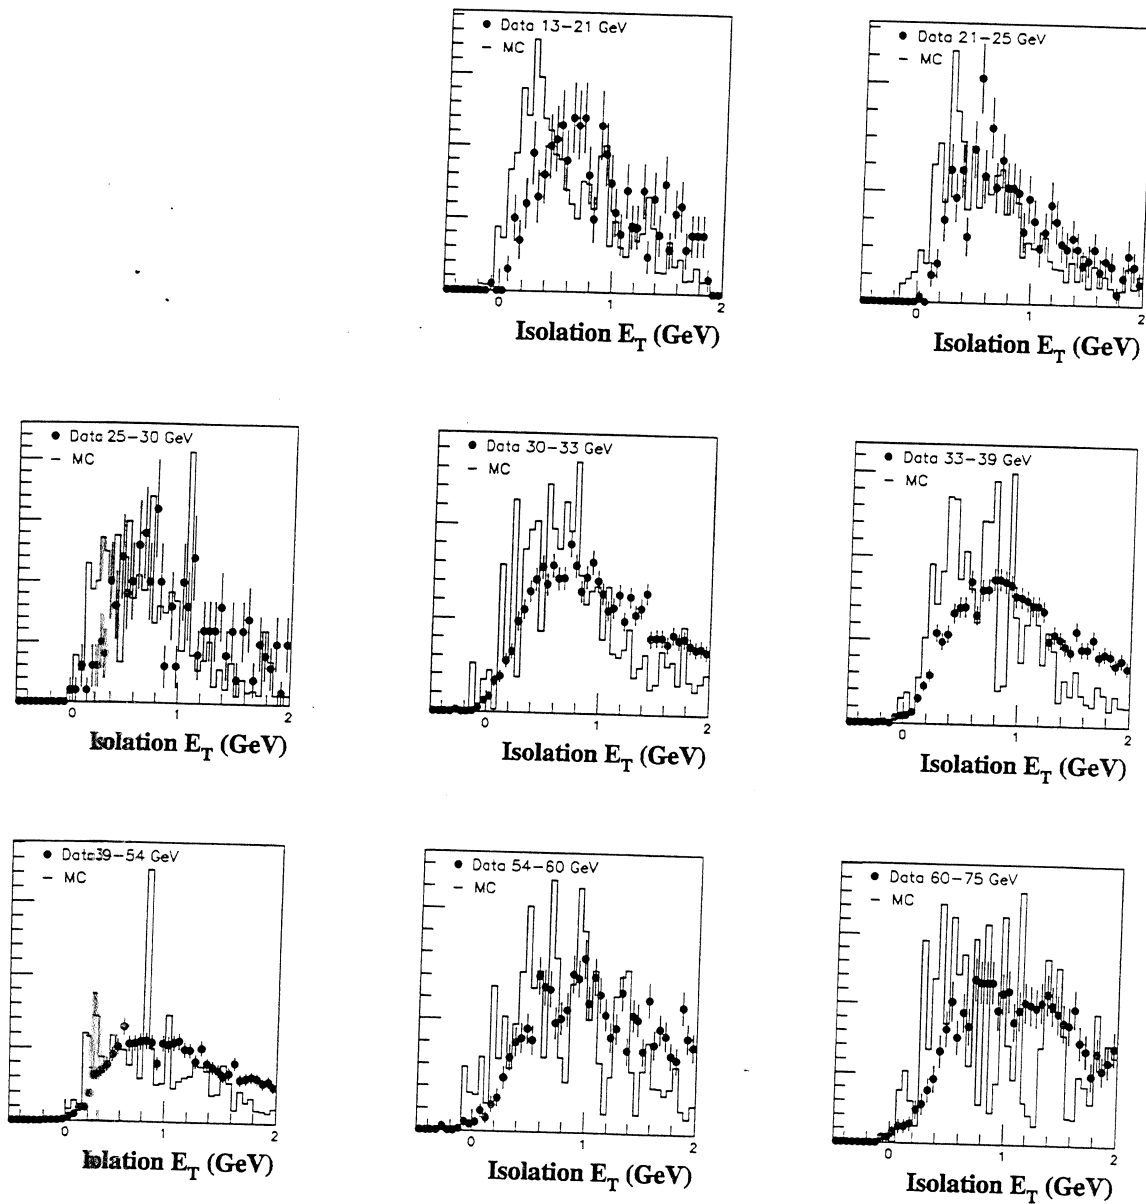 Data 13-21 GeV
MC
0 1 2
Isolation E_T (GeV)
Data 21-25 GeV
MC
0 1 2
Isolation E_T (GeV)
Data 25-30 GeV
MC
0 1 2
Isolation E_T (GeV)
Data 30-33 GeV
MC
0 1 2
Isolation E_T (GeV)
Data 33-39 GeV
MC
0 1 2
Isolation E_T (GeV)
Data 39-54 GeV
MC
0 1 2
Isolation E_T (GeV)
Data 54-60 GeV
MC
0 1 2
Isolation E_T (GeV)
Data 60-75 GeV
MC
0 1 2
Isolation E_T (GeV)